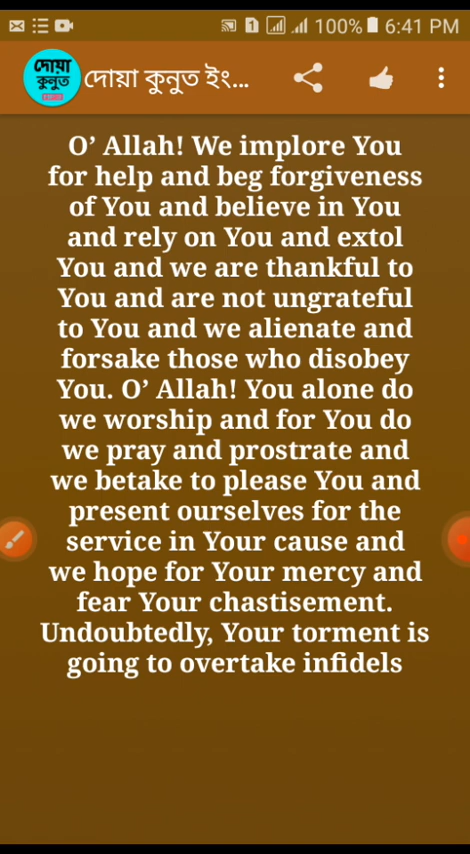 100% 6:41 PM
দোয়া কুনুত
দোয়া কুনুত ইং...
O’ Allah! We implore You
for help and beg forgiveness
of You and believe in You
and rely on You and extol
You and we are thankful to
You and are not ungrateful
to You and we alienate and
forsake those who disobey
You. O’ Allah! You alone do
we worship and for You do
we pray and prostrate and
we betake to please You and
present ourselves for the
service in Your cause and
we hope for Your mercy and
fear Your chastisement.
Undoubtedly, Your torment is
going to overtake infidels